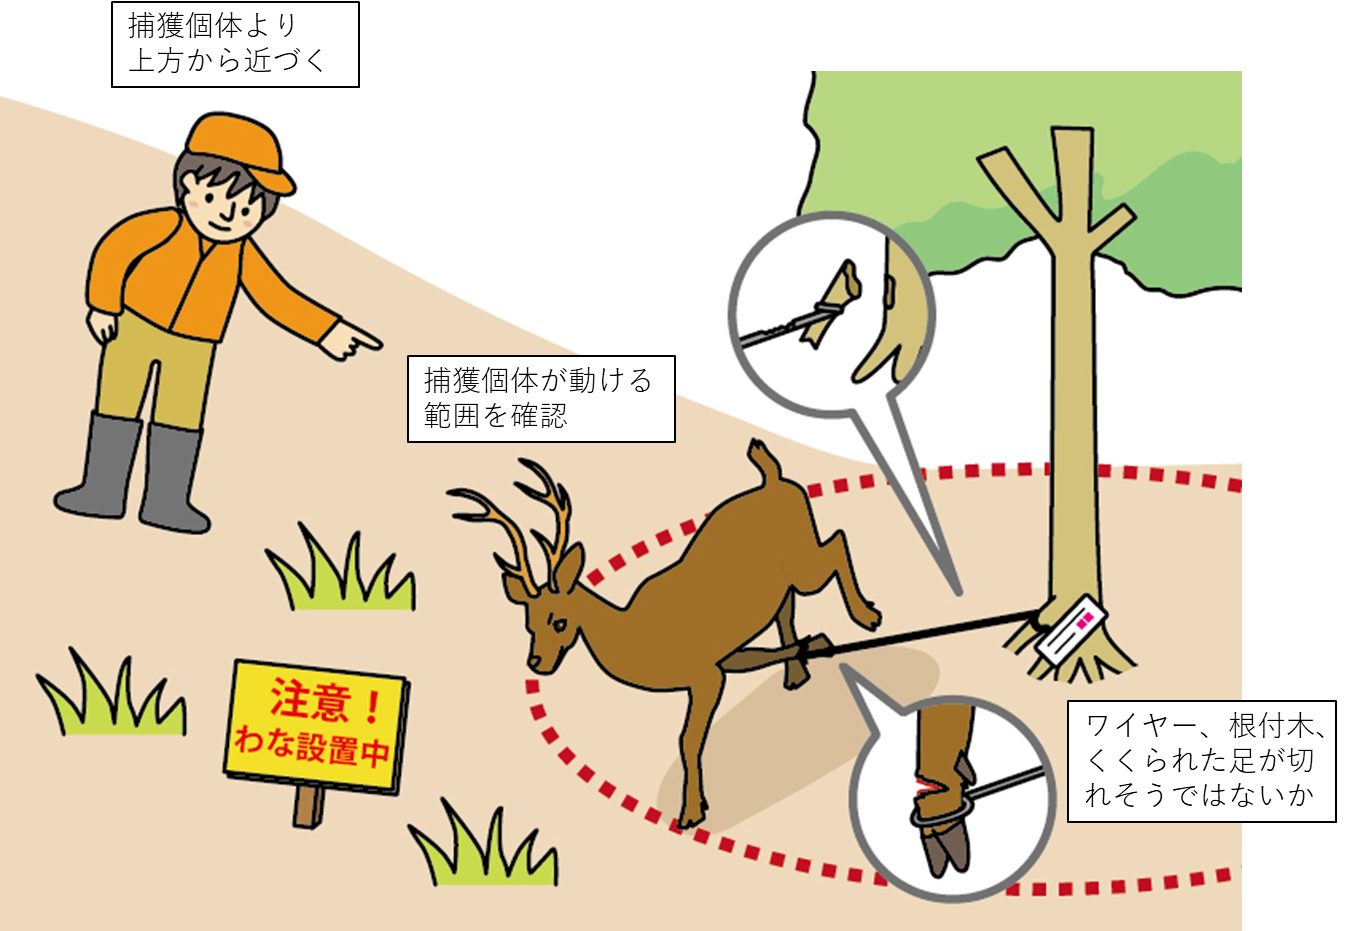 捕獲個体より
上方から近づく
捕獲個体が動ける
範囲を確認
注意！
わな設置中
ワイヤー、根付木、
くくられた足が切
れそうではないか